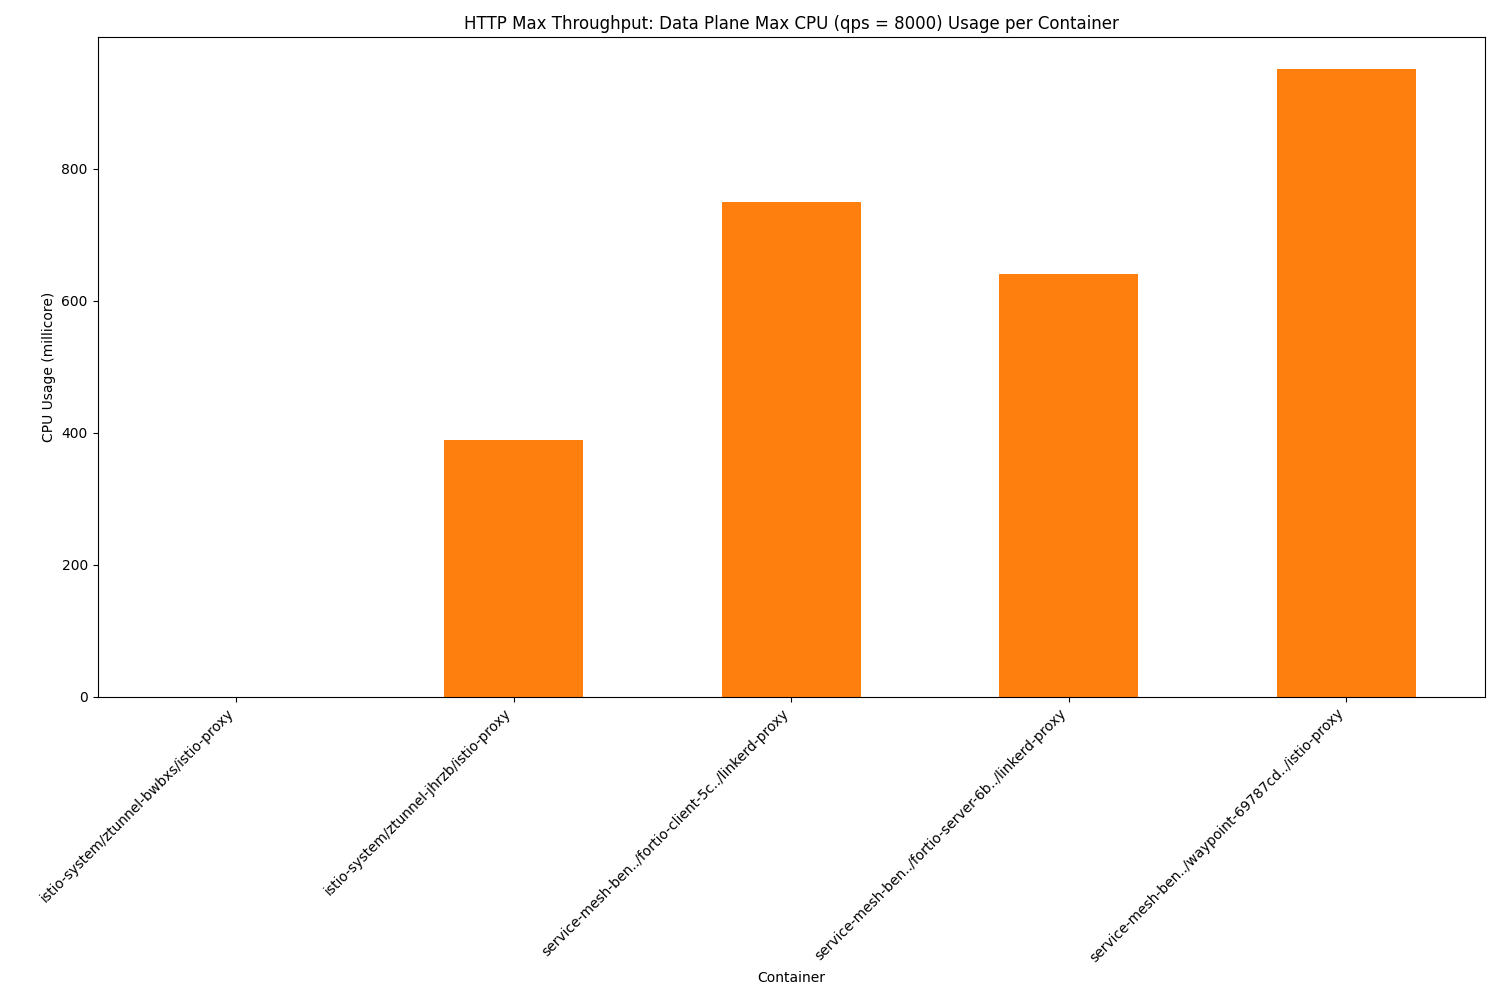 HTTP Max Throughput: Data Plane Max CPU (qps = 8000) Usage per Container
CPU Usage (millicore)
800
600
400
200
0
istio-system/ztunnel-bwbxs/istio-proxy
istio-system/ztunnel-jhrzb/istio-proxy
service-mesh-ben../fortio-client-5c../linkerd-proxy
service-mesh-ben../fortio-server-6b../linkerd-proxy
service-mesh-ben../waypoint-69787cd../istio-proxy
Container